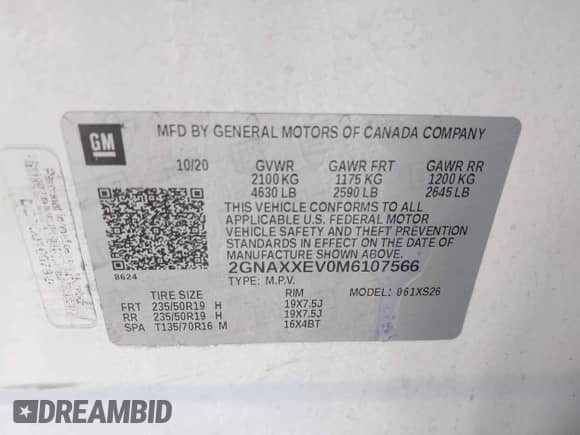 GM
MFD BY GENERAL MOTORS OF CANADA COMPANY
10/20 GVWR GAWR FRT GAWR RR
2100 KG 1175 KG 1200 KG
4630 LB 2590 LB 2645 LB
THIS VEHICLE CONFORMS TO ALL
APPLICABLE U.S. FEDERAL MOTOR
VEHICLE SAFETY AND THEFT PREVENTION
STANDARDS IN EFFECT ON THE DATE OF
MANUFACTURE SHOWN ABOVE.
8624 2GNAXXEV0M6107566
TYPE: M.P.V.
TIRE SIZE RIM MODEL: 061XS26
FRT 235/50R19 H 19X7.5J
RR 235/50R19 H 19X7.5J
SPA T135/70R16 M 16X4BT
DREAMBID